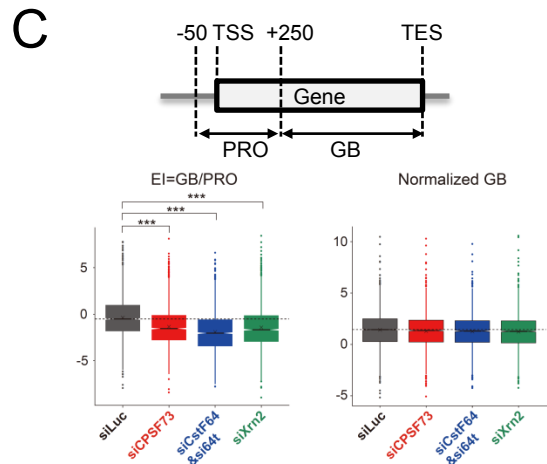 C
-50 TSS +250 TES
Gene
PRO GB
EI=GB/PRO
***
***
***
5
0
-5
siLuc
siCPSF73
siCstF64
&si64t
siXrn2
Normalized GB
10
5
0
-5
siLuc
siCPSF73
siCstF64
&si64t
siXrn2